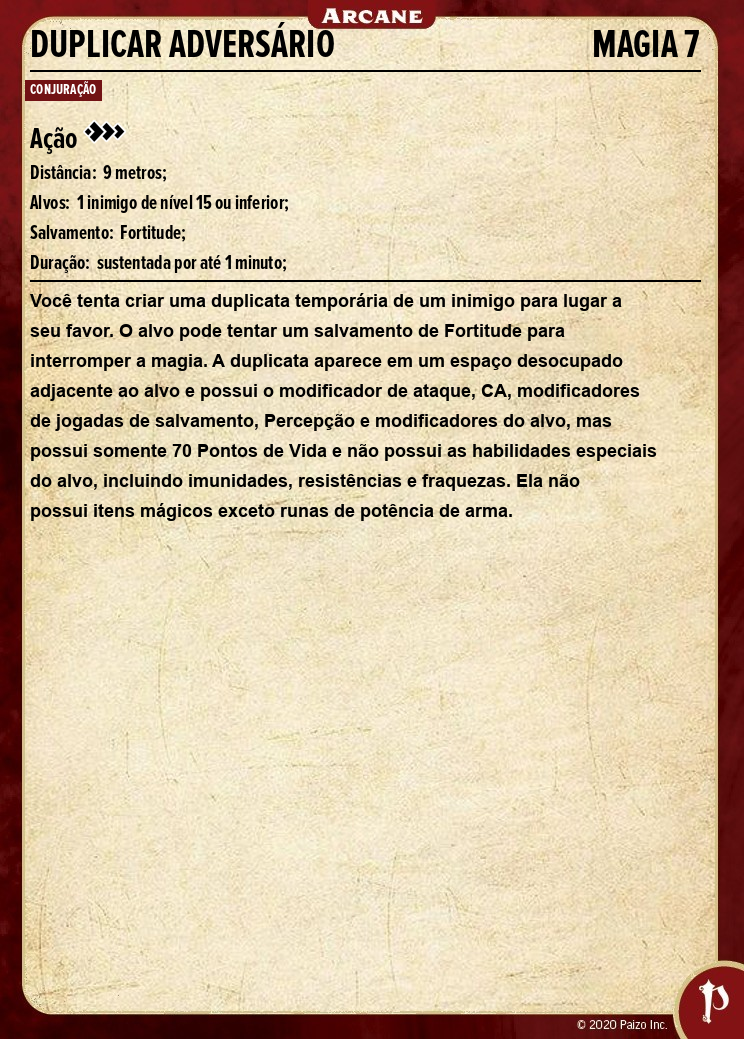 ARCANE
DUPLICAR ADVERSÁRIO MAGIA 7
CONJURAÇÃO
Ação
Distância: 9 metros;
Alvos: 1 inimigo de nível 15 ou inferior;
Salvamento: Fortitude;
Duração: sustentada por até 1 minuto;
Você tenta criar uma duplicata temporária de um inimigo para lugar a
seu favor. O alvo pode tentar um salvamento de Fortitude para
interromper a magia. A duplicata aparece em um espaço desocupado
adjacente ao alvo e possui o modificador de ataque, CA, modificadores
de jogadas de salvamento, Percepção e modificadores do alvo, mas
possui somente 70 Pontos de Vida e não possui as habilidades especiais
do alvo, incluindo imunidades, resistências e fraquezas. Ela não
possui itens mágicos exceto runas de potência de arma.
© 2020 Paizo Inc.
P